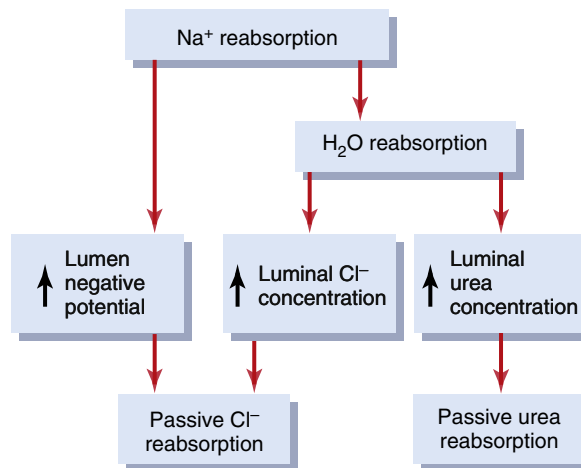 Na⁺ reabsorption
H₂O reabsorption
Lumen
negative
potential
Luminal Cl⁻
concentration
Luminal
urea
concentration
Passive Cl⁻
reabsorption
Passive urea
reabsorption